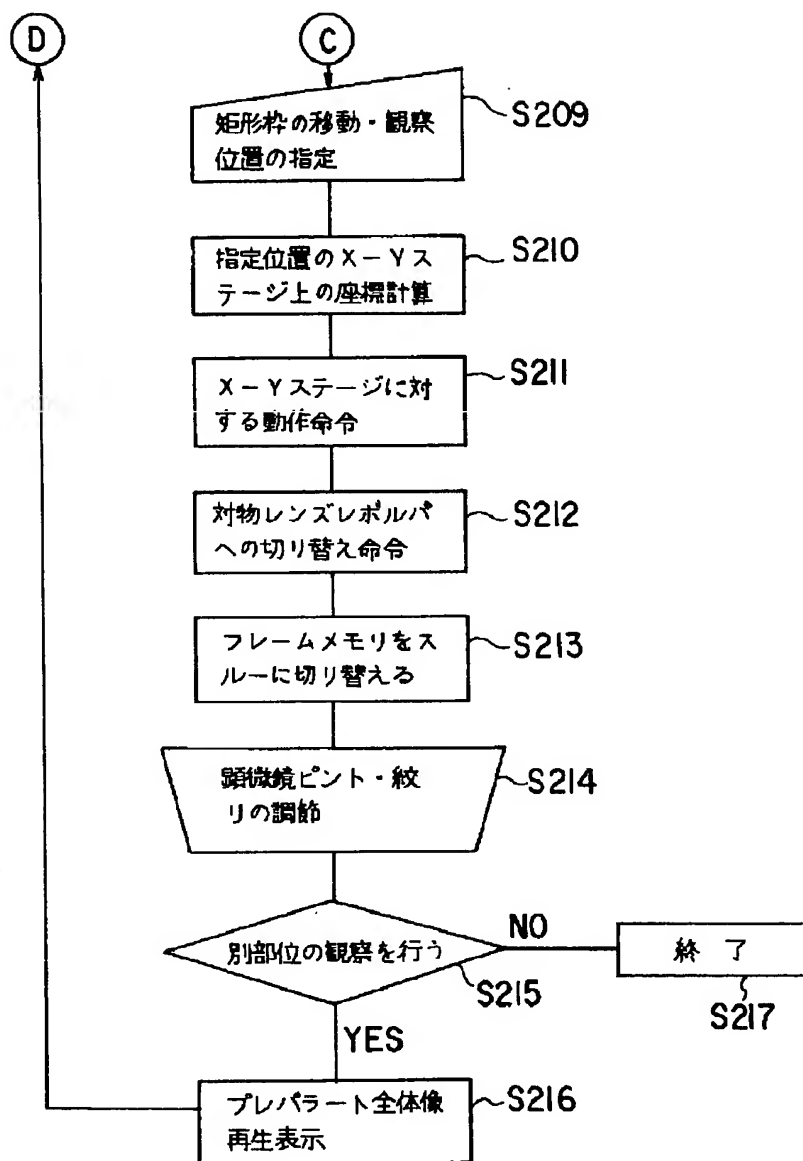 D
C
矩形枠の移動・観察
位置の指定
S209
指定位置のX-Yス
テージ上の座標計算
S210
X-Yステージに対
する動作命令
S211
対物レンズレボルバ
への切り替え命令
S212
フレームメモリをス
ルーに切り替える
S213
顕微鏡ピント・絞
りの調節
S214
別部位の観察を行う
S215
NO
終 了
S217
YES
プレパラート全体像
再生表示
S216